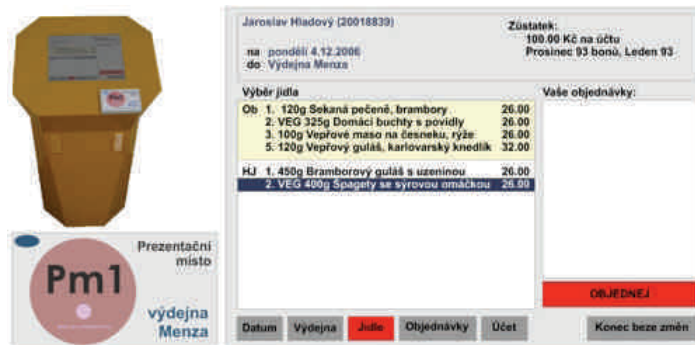 Jaroslav Hladový (20018839)
na pondělí 4.12.2006
do Výdejna Menza
Zůstatek:
100.00 Kč na účtu
Prosinec 93 bonů, Leden 93
Výběr jídla
Ob 1. 120g Sekaná pečeně, brambory 26.00
2. VEG 325g Domácí buchty s povidly 26.00
3. 100g Vepřové maso na česneku, rýže 26.00
5. 120g Vepřový guláš, karlovarský knedlík 32.00
HJ 1. 450g Bramborový guláš s uzeninou 26.00
2. VEG 400g Špagety se sýrovou omáčkou 26.00
Vaše objednávky:
OBJEDNEJ
Datum Výdejna Jídlo Objednávky Účet Konec beze změn
Pm1
Prezentační
místo
výdejna
Menza